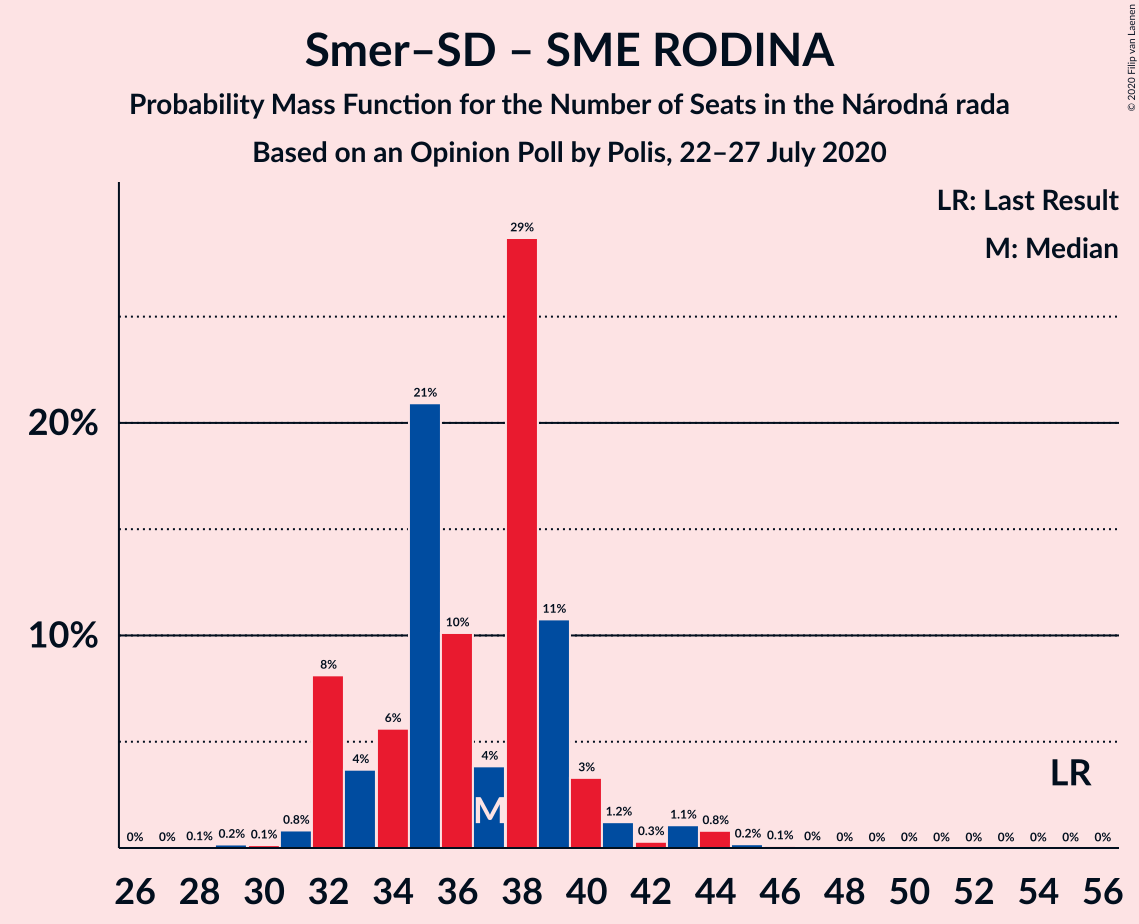 Smer–SD – SME RODINA
Probability Mass Function for the Number of Seats in the Národná rada
Based on an Opinion Poll by Polis, 22–27 July 2020
© 2020 Filip van Laenen
LR: Last Result
M: Median
20%
10%
0% 0% 0.1% 0.2% 0.1% 0.8% 8% 4% 6% 21% 10% 4% 29% 11% 3% 1.2% 0.3% 1.1% 0.8% 0.2% 0.1% 0% 0% 0% 0% 0% 0% 0% 0% 0% 0%
M
LR
26 28 30 32 34 36 38 40 42 44 46 48 50 52 54 56